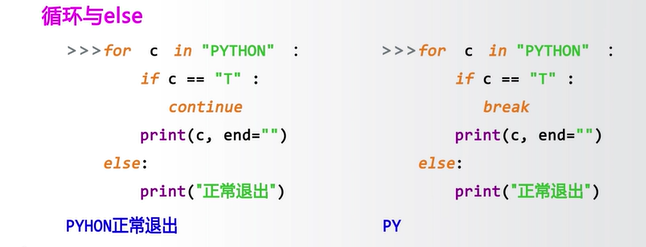 循环与else
>>>for c in "PYTHON" :
if c == "T" :
continue
print(c, end="")
else:
print("正常退出")
PYHON正常退出
>>>for c in "PYTHON" :
if c == "T" :
break
print(c, end="")
else:
print("正常退出")
PY